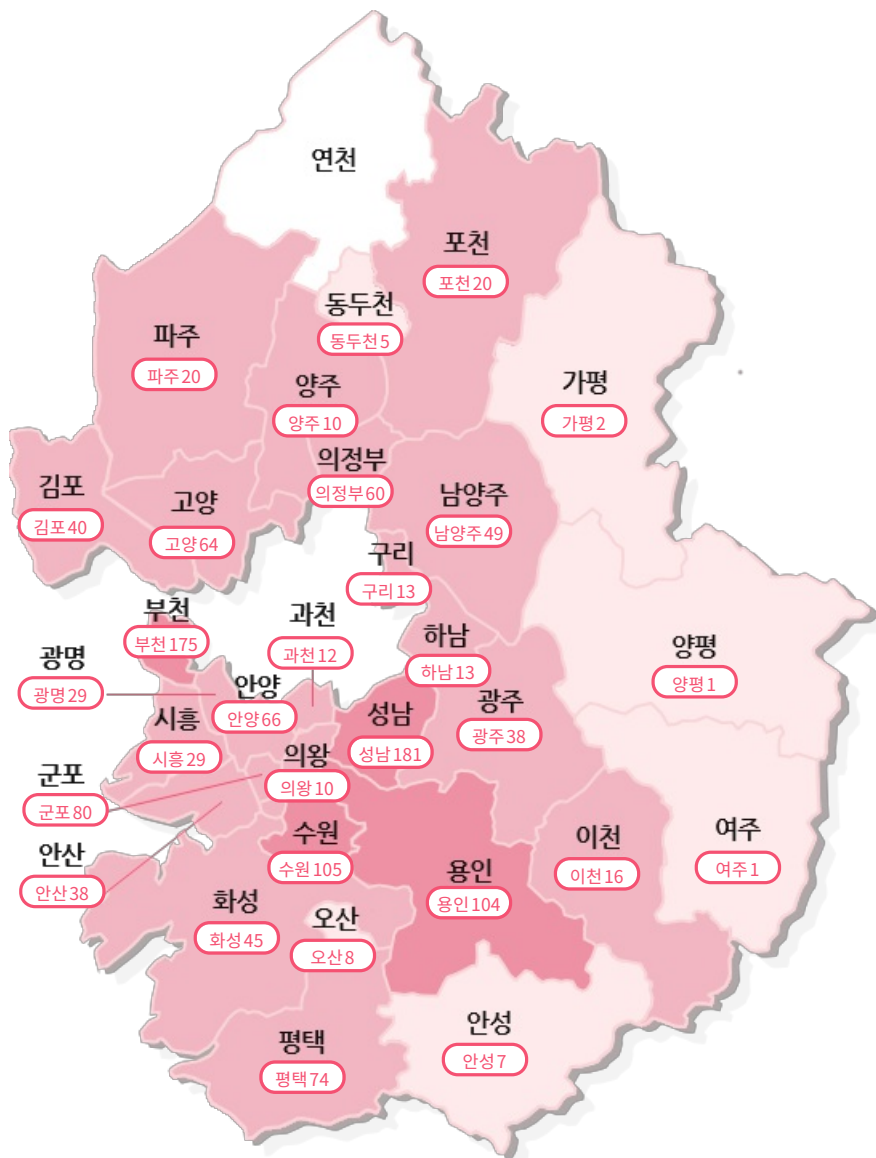 연천
포천
포천20
동두천
동두천5
파주
파주20
양주
양주10
가평
가평2
의정부
의정부60
김포
김포40
고양
고양64
남양주
남양주49
구리
구리13
부천
부천175
과천
과천12
하남
하남13
양평
양평1
광명
광명29
안양
안양66
시흥
시흥29
성남
성남181
광주
광주38
군포
군포80
의왕
의왕10
수원
수원105
이천
이천16
여주
여주1
안산
안산38
용인
용인104
화성
화성45
오산
오산8
안성
안성7
평택
평택74